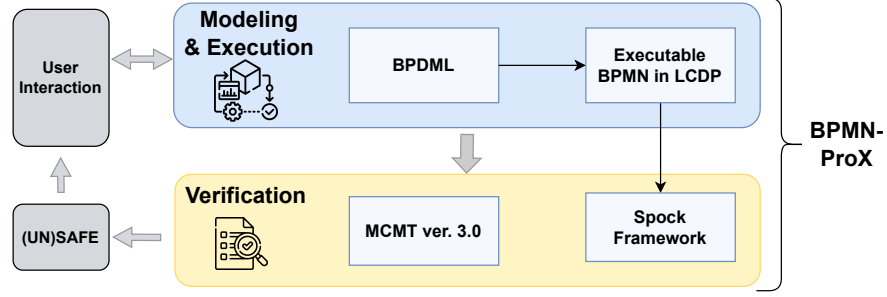 User
Interaction
Modeling
& Execution
BPDML
Executable
BPMN in LCDP
BPMN-
ProX
(UN)SAFE
Verification
MCMT ver. 3.0
Spock
Framework